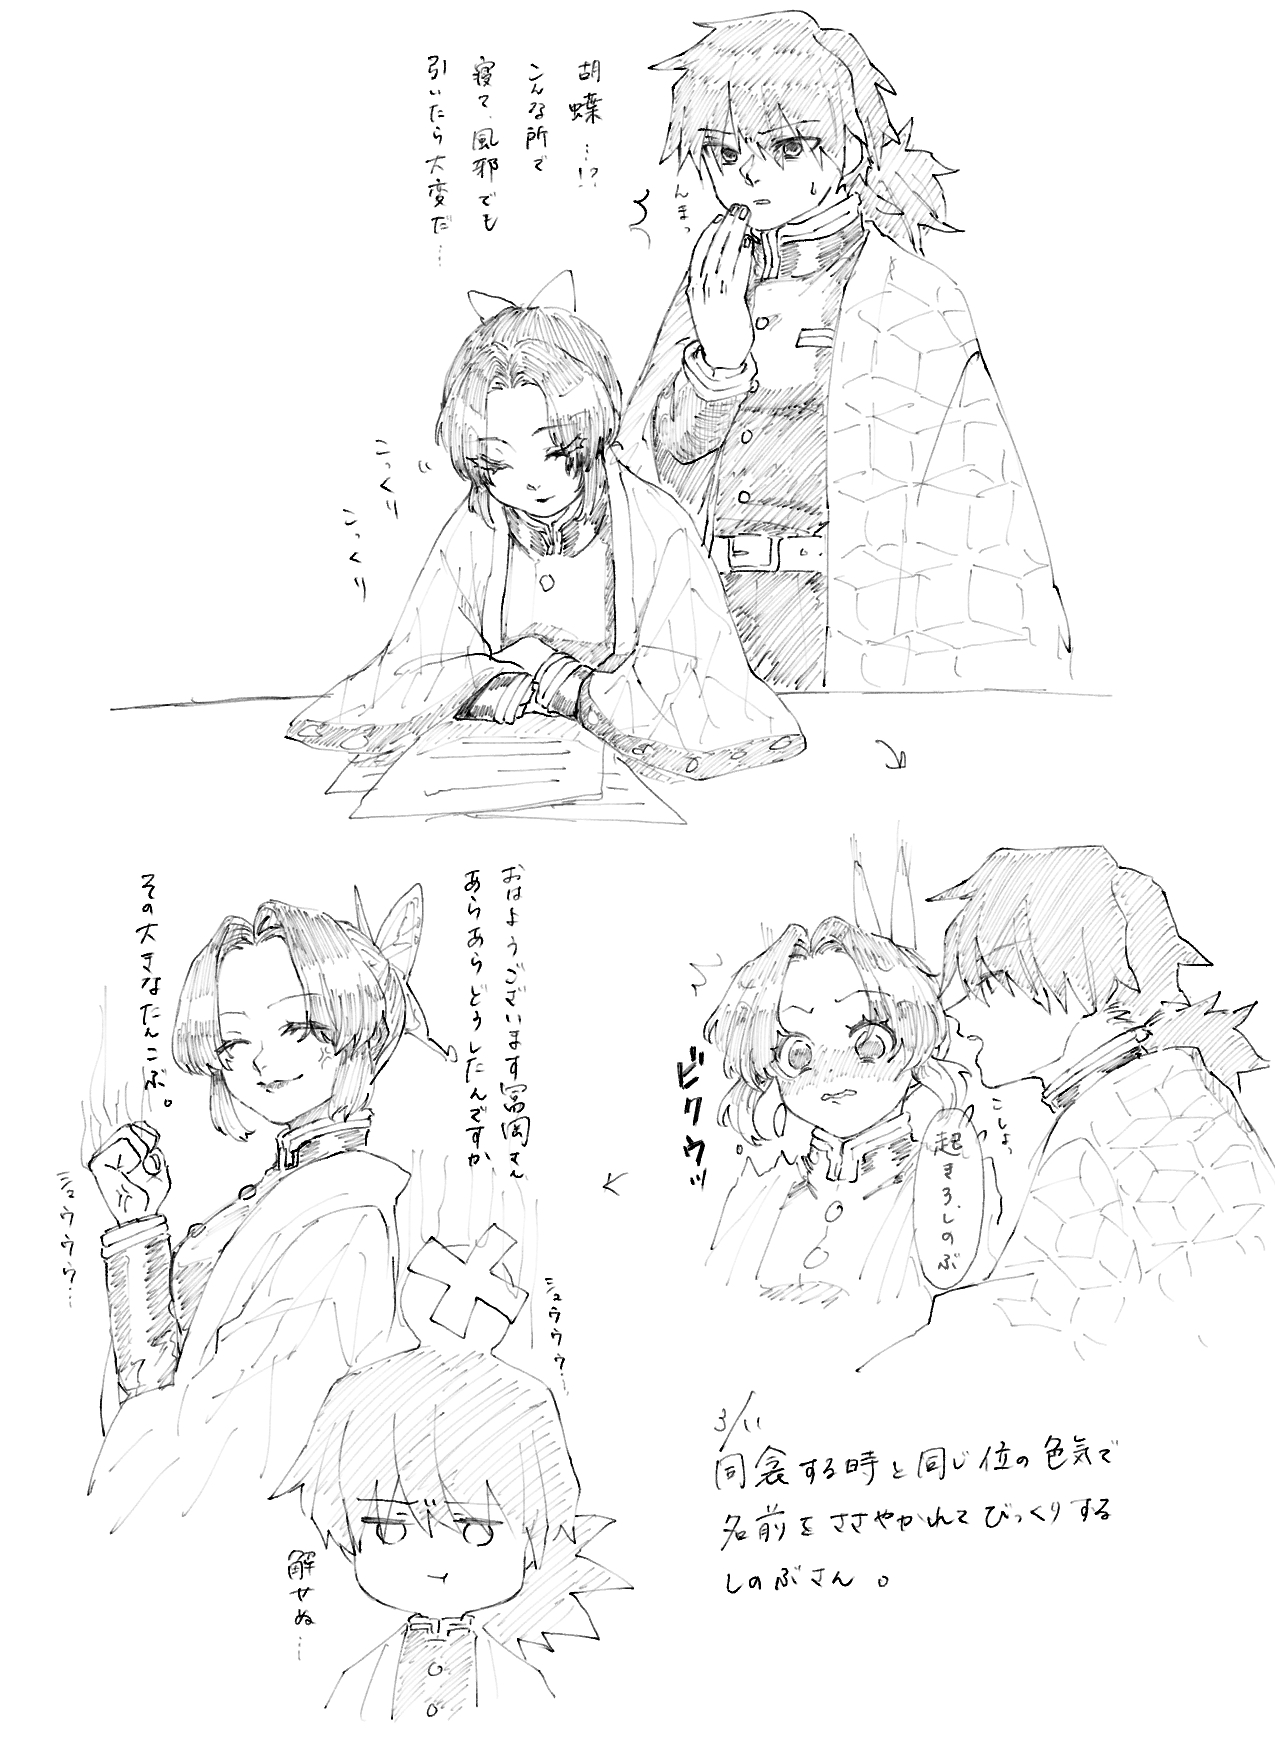 胡蝶…!?
こんな所で
寝て、風邪でも
引いたら大変だ…
んまっ
こっくり
こっくり
こしょっ
起きろ、しのぶ
ビクウッ
おはようございます冨岡さん
あらあらどうしたんですか
その大きなたんこぶ。
シュウウウ…
シュウウウ…
解せぬ…
3/11
同衾する時と同じ位の色気で
名前をささやかれてびっくりする
しのぶさん。